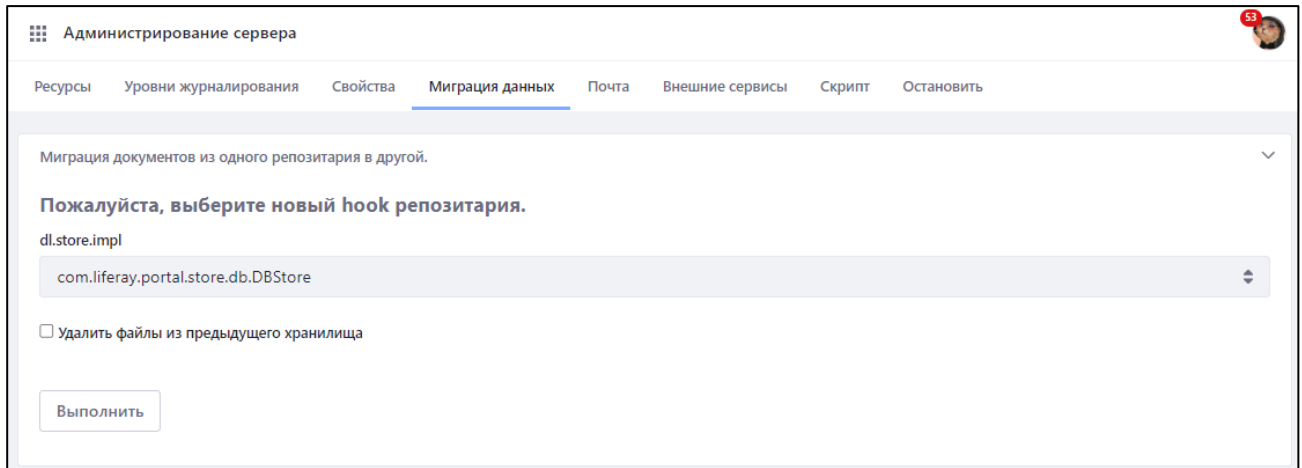 Администрирование сервера
53
Ресурсы Уровни журналирования Свойства Миграция данных Почта Внешние сервисы Скрипт Остановить
Миграция документов из одного репозитария в другой.
Пожалуйста, выберите новый hook репозитария.
dl.store.impl
com.liferay.portal.store.db.DBStore
Удалить файлы из предыдущего хранилища
Выполнить